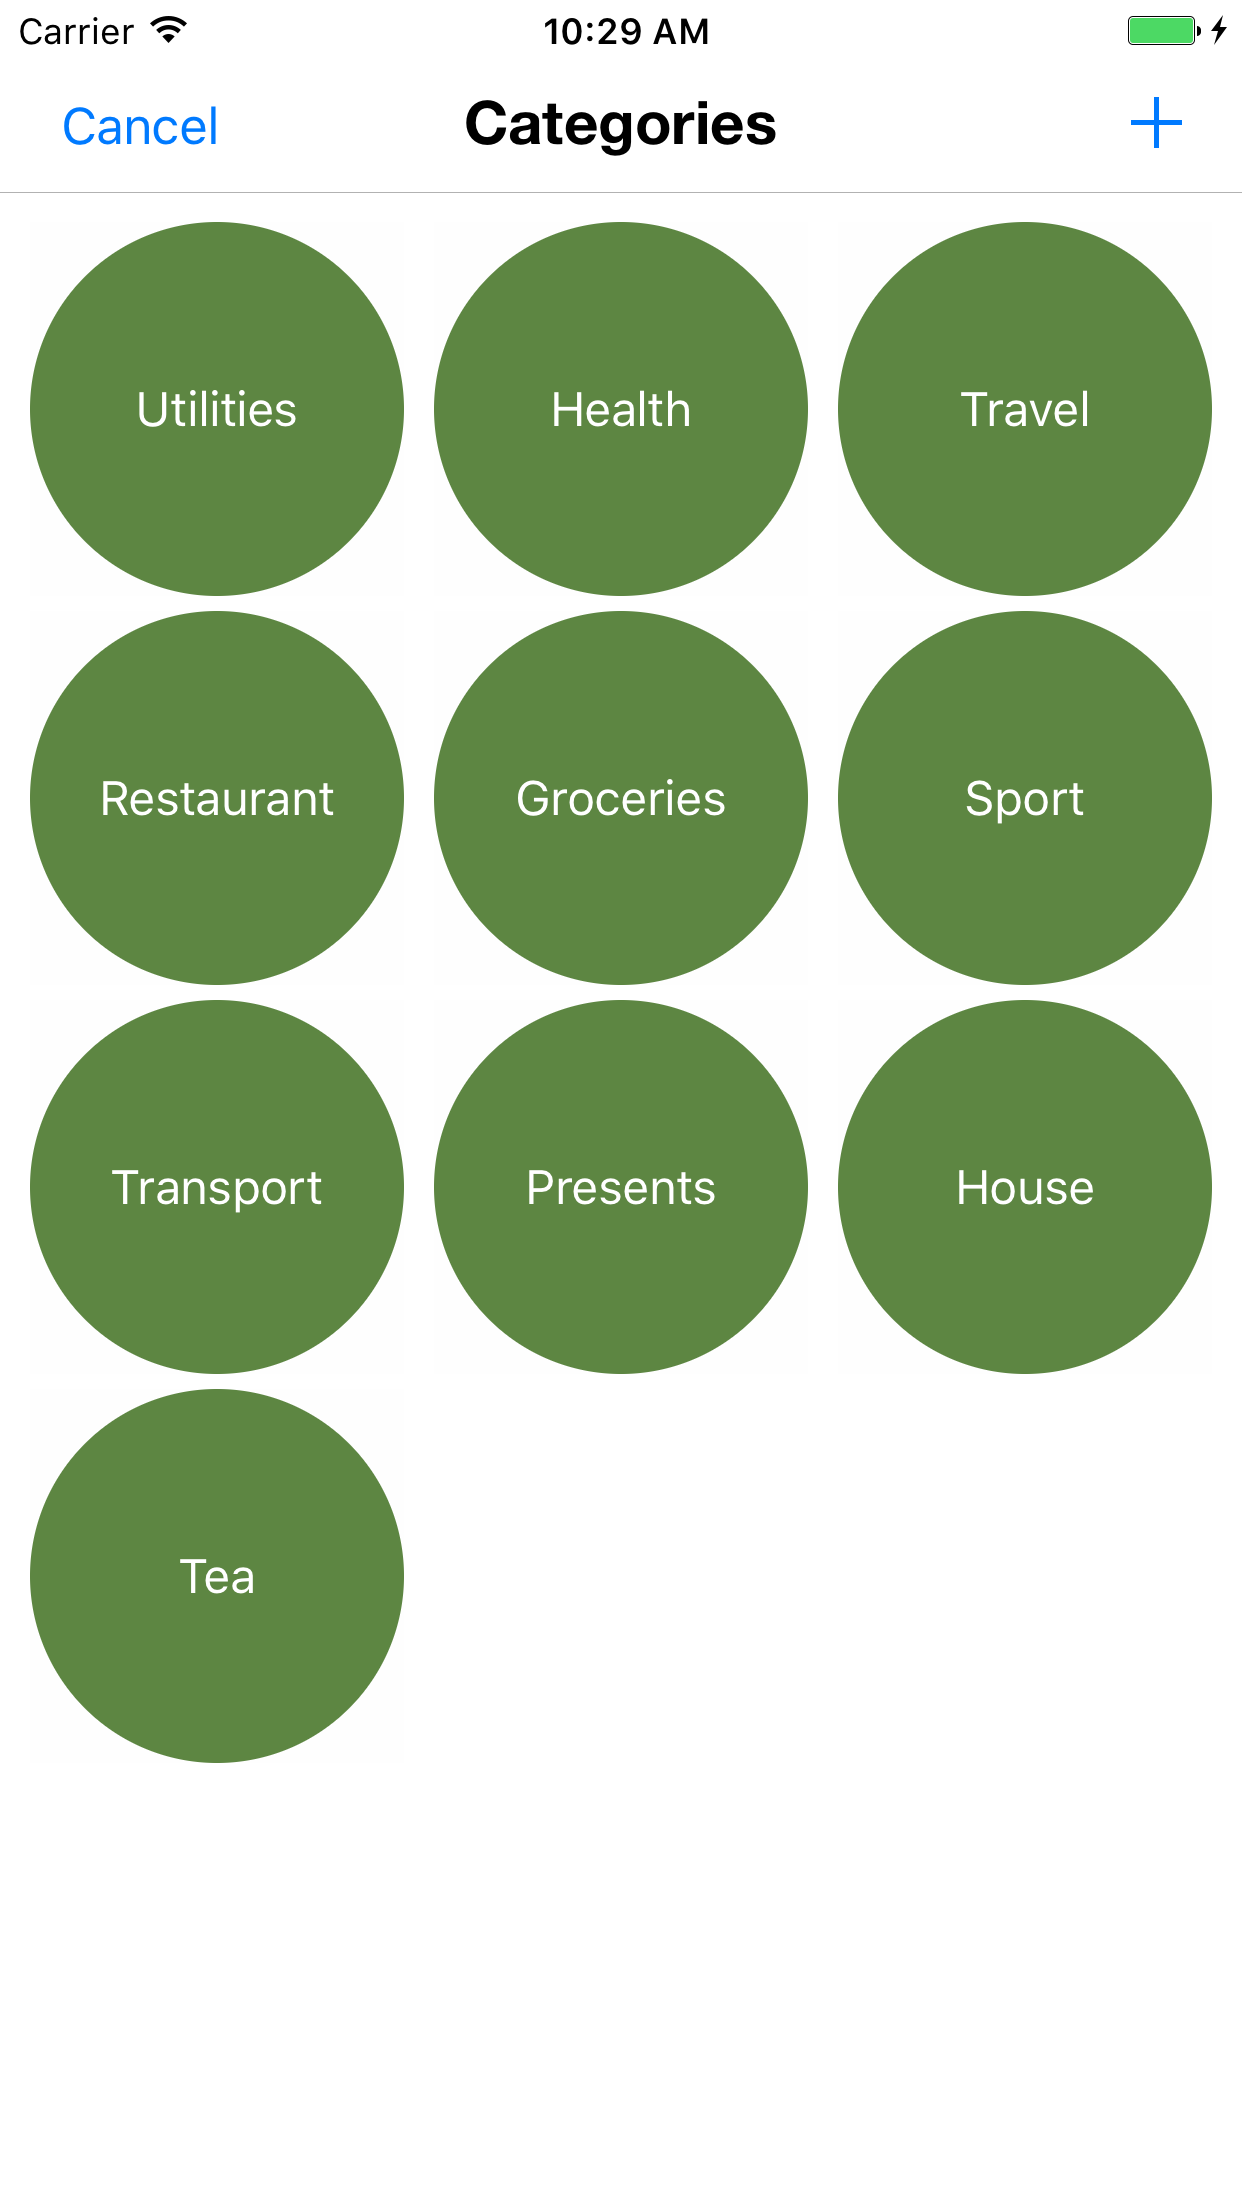 Carrier 10:29 AM
Cancel Categories +
Utilities Health Travel
Restaurant Groceries Sport
Transport Presents House
Tea